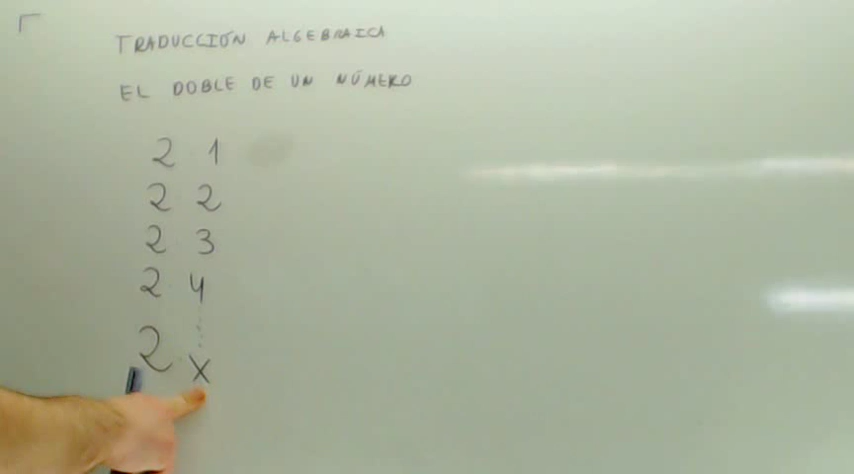 TRADUCCIÓN ALGEBRAICA
EL DOBLE DE UN NÚMERO
2 1
2 2
2 · 3
2 4
2 · x